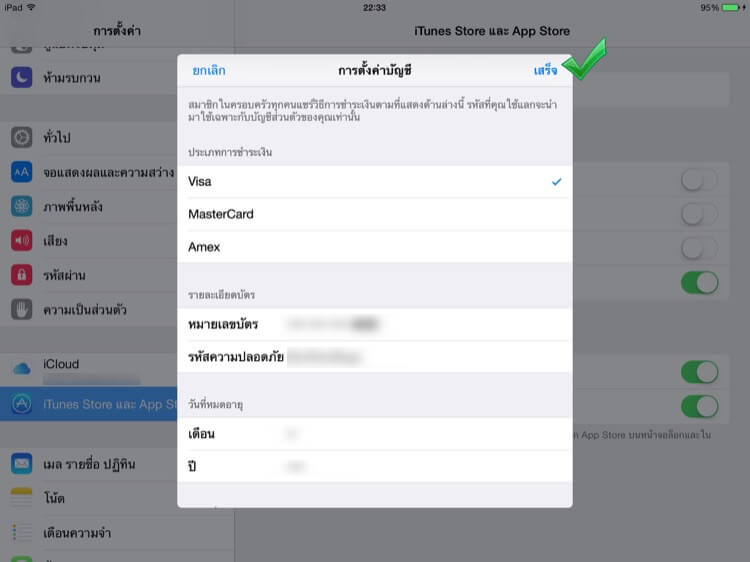 iPad
22:33
95%
การตั้งค่า
iTunes Store และ App Store
ห้ามรบกวน
ทั่วไป
จอแสดงผลและความสว่าง
ภาพพื้นหลัง
เสียง
รหัสผ่าน
ความเป็นส่วนตัว
iCloud
iTunes Store และ App St
เมล รายชื่อ ปฏิทิน
โน้ต
เตือนความจำ
ยกเลิก
การตั้งค่าบัญชี
เสร็จ
สมาชิกในครอบครัวทุกคนแชร์วิธีการชำระเงินตามที่แสดงด้านล่างนี้ รหัสที่คุณใช้แลกจะนำ
มาใช้เฉพาะกับบัญชีส่วนตัวของคุณเท่านั้น
ประเภทการชำระเงิน
Visa
MasterCard
Amex
รายละเอียดบัตร
หมายเลขบัตร
รหัสความปลอดภัย
วันที่หมดอายุ
เดือน
ปี
App Store บนหน้าจอล็อกและใน